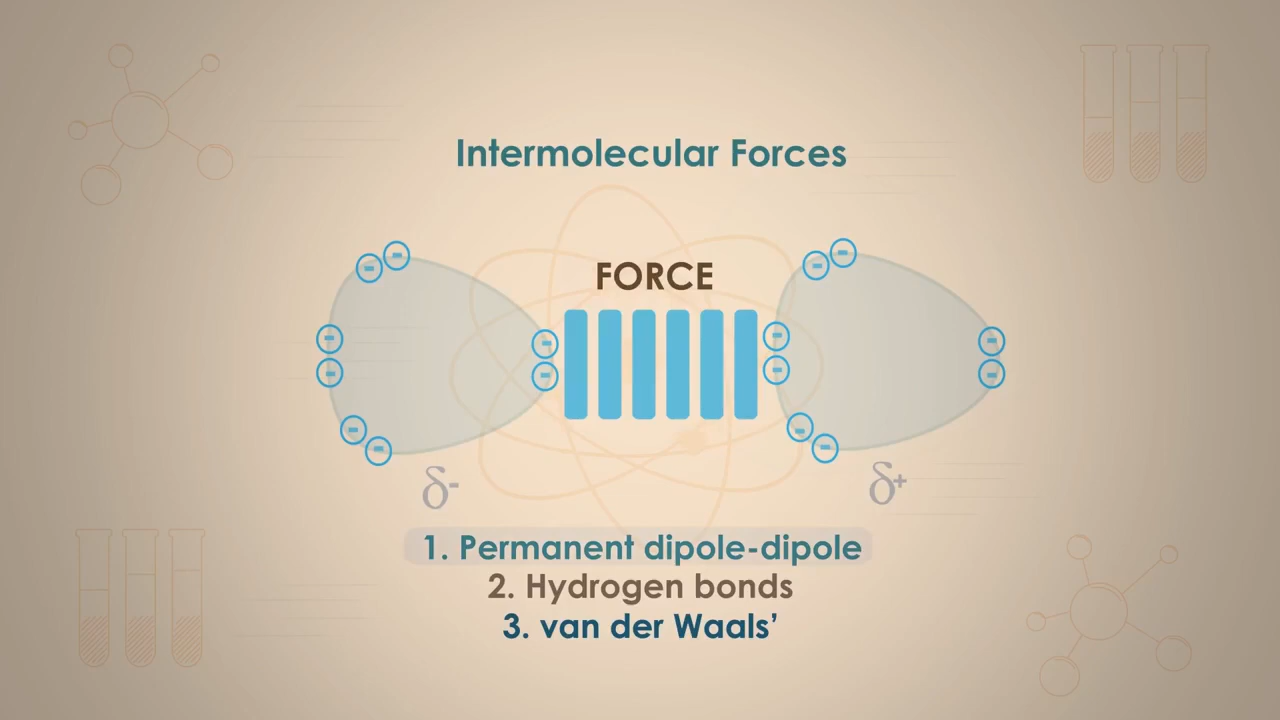 Intermolecular Forces
FORCE
δ- δ+
1. Permanent dipole-dipole
2. Hydrogen bonds
3. van der Waals’